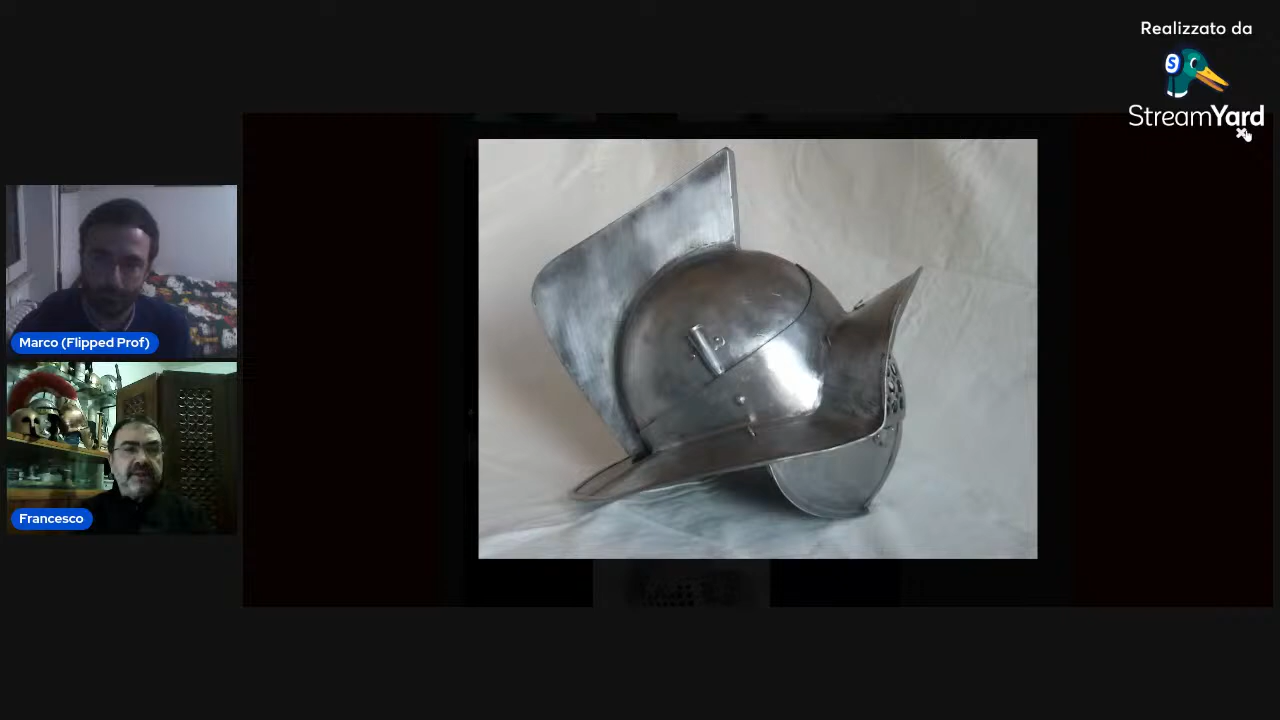 Realizzato da
S
StreamYard
Marco (Flipped Prof)
Francesco